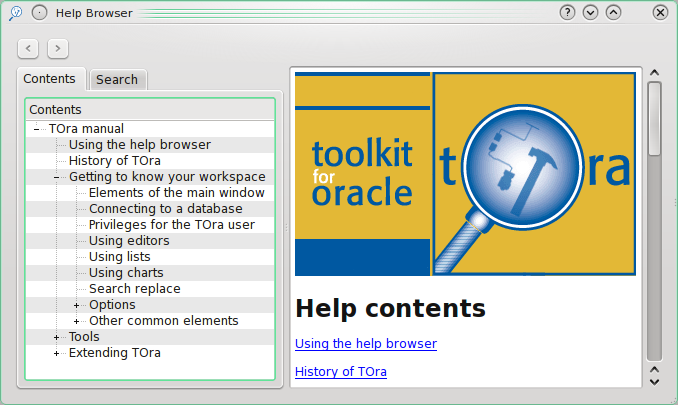 Help Browser
Contents
Search
Contents
TOra manual
Using the help browser
History of TOra
Getting to know your workspace
Elements of the main window
Connecting to a database
Privileges for the TOra user
Using editors
Using lists
Using charts
Search replace
Options
Other common elements
Tools
Extending TOra
toolkit
for
oracle
t ra
Help contents
Using the help browser
History of TOra